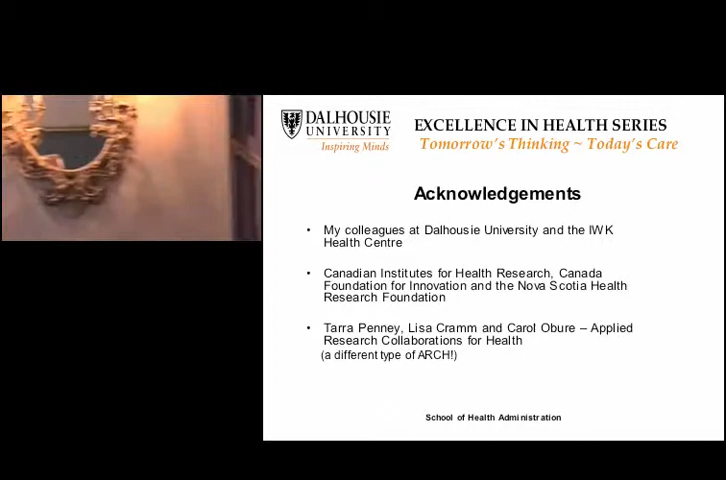 DALHOUSIE
UNIVERSITY
Inspiring Minds
EXCELLENCE IN HEALTH SERIES
Tomorrow's Thinking ~ Today's Care
Acknowledgements
• My colleagues at Dalhousie University and the IWK
Health Centre
• Canadian Institutes for Health Research, Canada
Foundation for Innovation and the Nova Scotia Health
Research Foundation
• Tarra Penney, Lisa Cramm and Carol Obure – Applied
Research Collaborations for Health
(a different type of ARCH!)
School of Health Administration